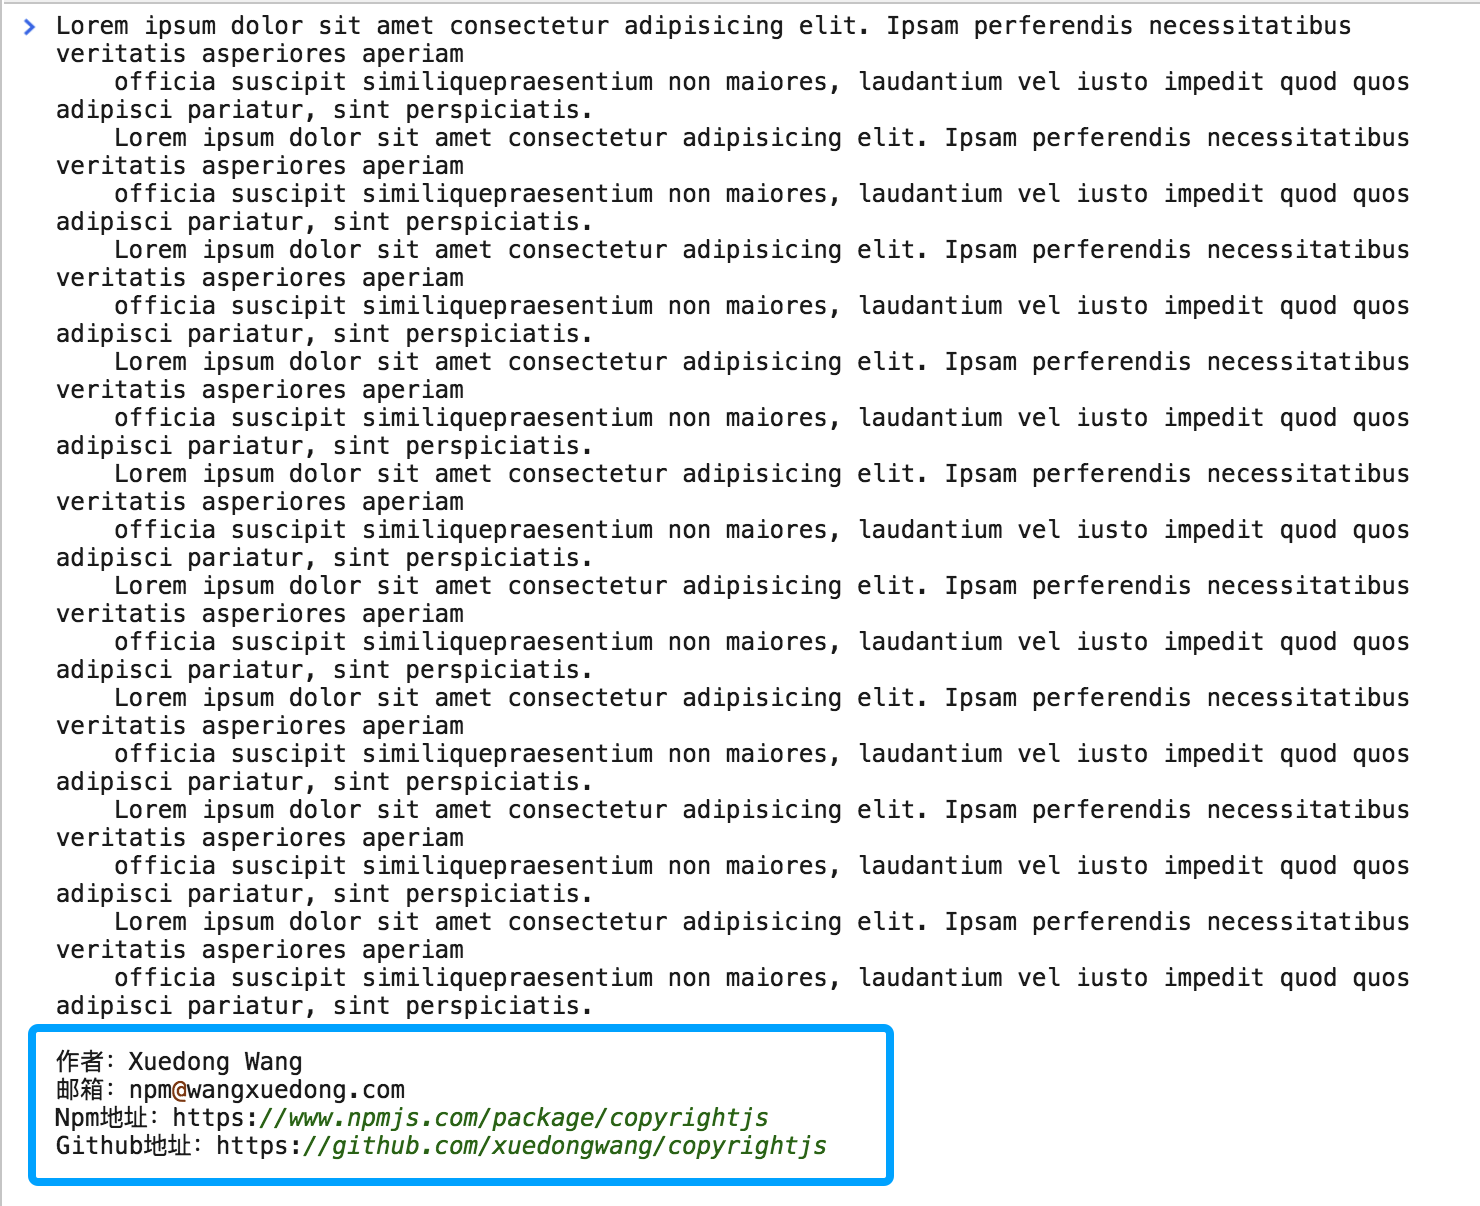 Lorem ipsum dolor sit amet consectetur adipisicing elit. Ipsam perferendis necessitatibus
veritatis asperiores aperiam
officia suscipit similiquepraesentium non maiores, laudantium vel iusto impedit quod quos
adipisci pariatur, sint perspiciatis.
Lorem ipsum dolor sit amet consectetur adipisicing elit. Ipsam perferendis necessitatibus
veritatis asperiores aperiam
officia suscipit similiquepraesentium non maiores, laudantium vel iusto impedit quod quos
adipisci pariatur, sint perspiciatis.
Lorem ipsum dolor sit amet consectetur adipisicing elit. Ipsam perferendis necessitatibus
veritatis asperiores aperiam
officia suscipit similiquepraesentium non maiores, laudantium vel iusto impedit quod quos
adipisci pariatur, sint perspiciatis.
Lorem ipsum dolor sit amet consectetur adipisicing elit. Ipsam perferendis necessitatibus
veritatis asperiores aperiam
officia suscipit similiquepraesentium non maiores, laudantium vel iusto impedit quod quos
adipisci pariatur, sint perspiciatis.
Lorem ipsum dolor sit amet consectetur adipisicing elit. Ipsam perferendis necessitatibus
veritatis asperiores aperiam
officia suscipit similiquepraesentium non maiores, laudantium vel iusto impedit quod quos
adipisci pariatur, sint perspiciatis.
Lorem ipsum dolor sit amet consectetur adipisicing elit. Ipsam perferendis necessitatibus
veritatis asperiores aperiam
officia suscipit similiquepraesentium non maiores, laudantium vel iusto impedit quod quos
adipisci pariatur, sint perspiciatis.
Lorem ipsum dolor sit amet consectetur adipisicing elit. Ipsam perferendis necessitatibus
veritatis asperiores aperiam
officia suscipit similiquepraesentium non maiores, laudantium vel iusto impedit quod quos
adipisci pariatur, sint perspiciatis.
Lorem ipsum dolor sit amet consectetur adipisicing elit. Ipsam perferendis necessitatibus
veritatis asperiores aperiam
officia suscipit similiquepraesentium non maiores, laudantium vel iusto impedit quod quos
adipisci pariatur, sint perspiciatis.
Lorem ipsum dolor sit amet consectetur adipisicing elit. Ipsam perferendis necessitatibus
veritatis asperiores aperiam
officia suscipit similiquepraesentium non maiores, laudantium vel iusto impedit quod quos
adipisci pariatur, sint perspiciatis.
作者：Xuedong Wang
邮箱：npm@wangxuedong.com
Npm地址：https://www.npmjs.com/package/copyrightjs
Github地址：https://github.com/xuedongwang/copyrightjs